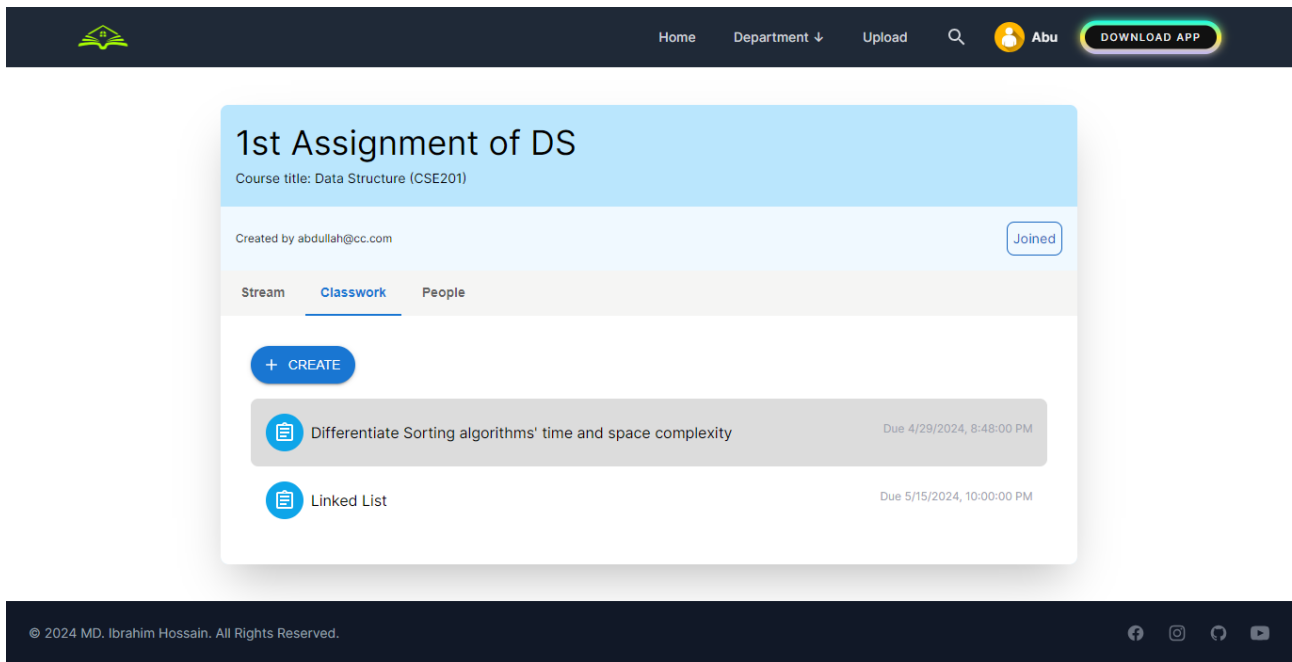 Home Department ↓ Upload Abu DOWNLOAD APP
1st Assignment of DS
Course title: Data Structure (CSE201)
Created by abdullah@cc.com Joined
Stream Classwork People
+ CREATE
Differentiate Sorting algorithms' time and space complexity Due 4/29/2024, 8:48:00 PM
Linked List Due 5/15/2024, 10:00:00 PM
© 2024 MD. Ibrahim Hossain. All Rights Reserved.